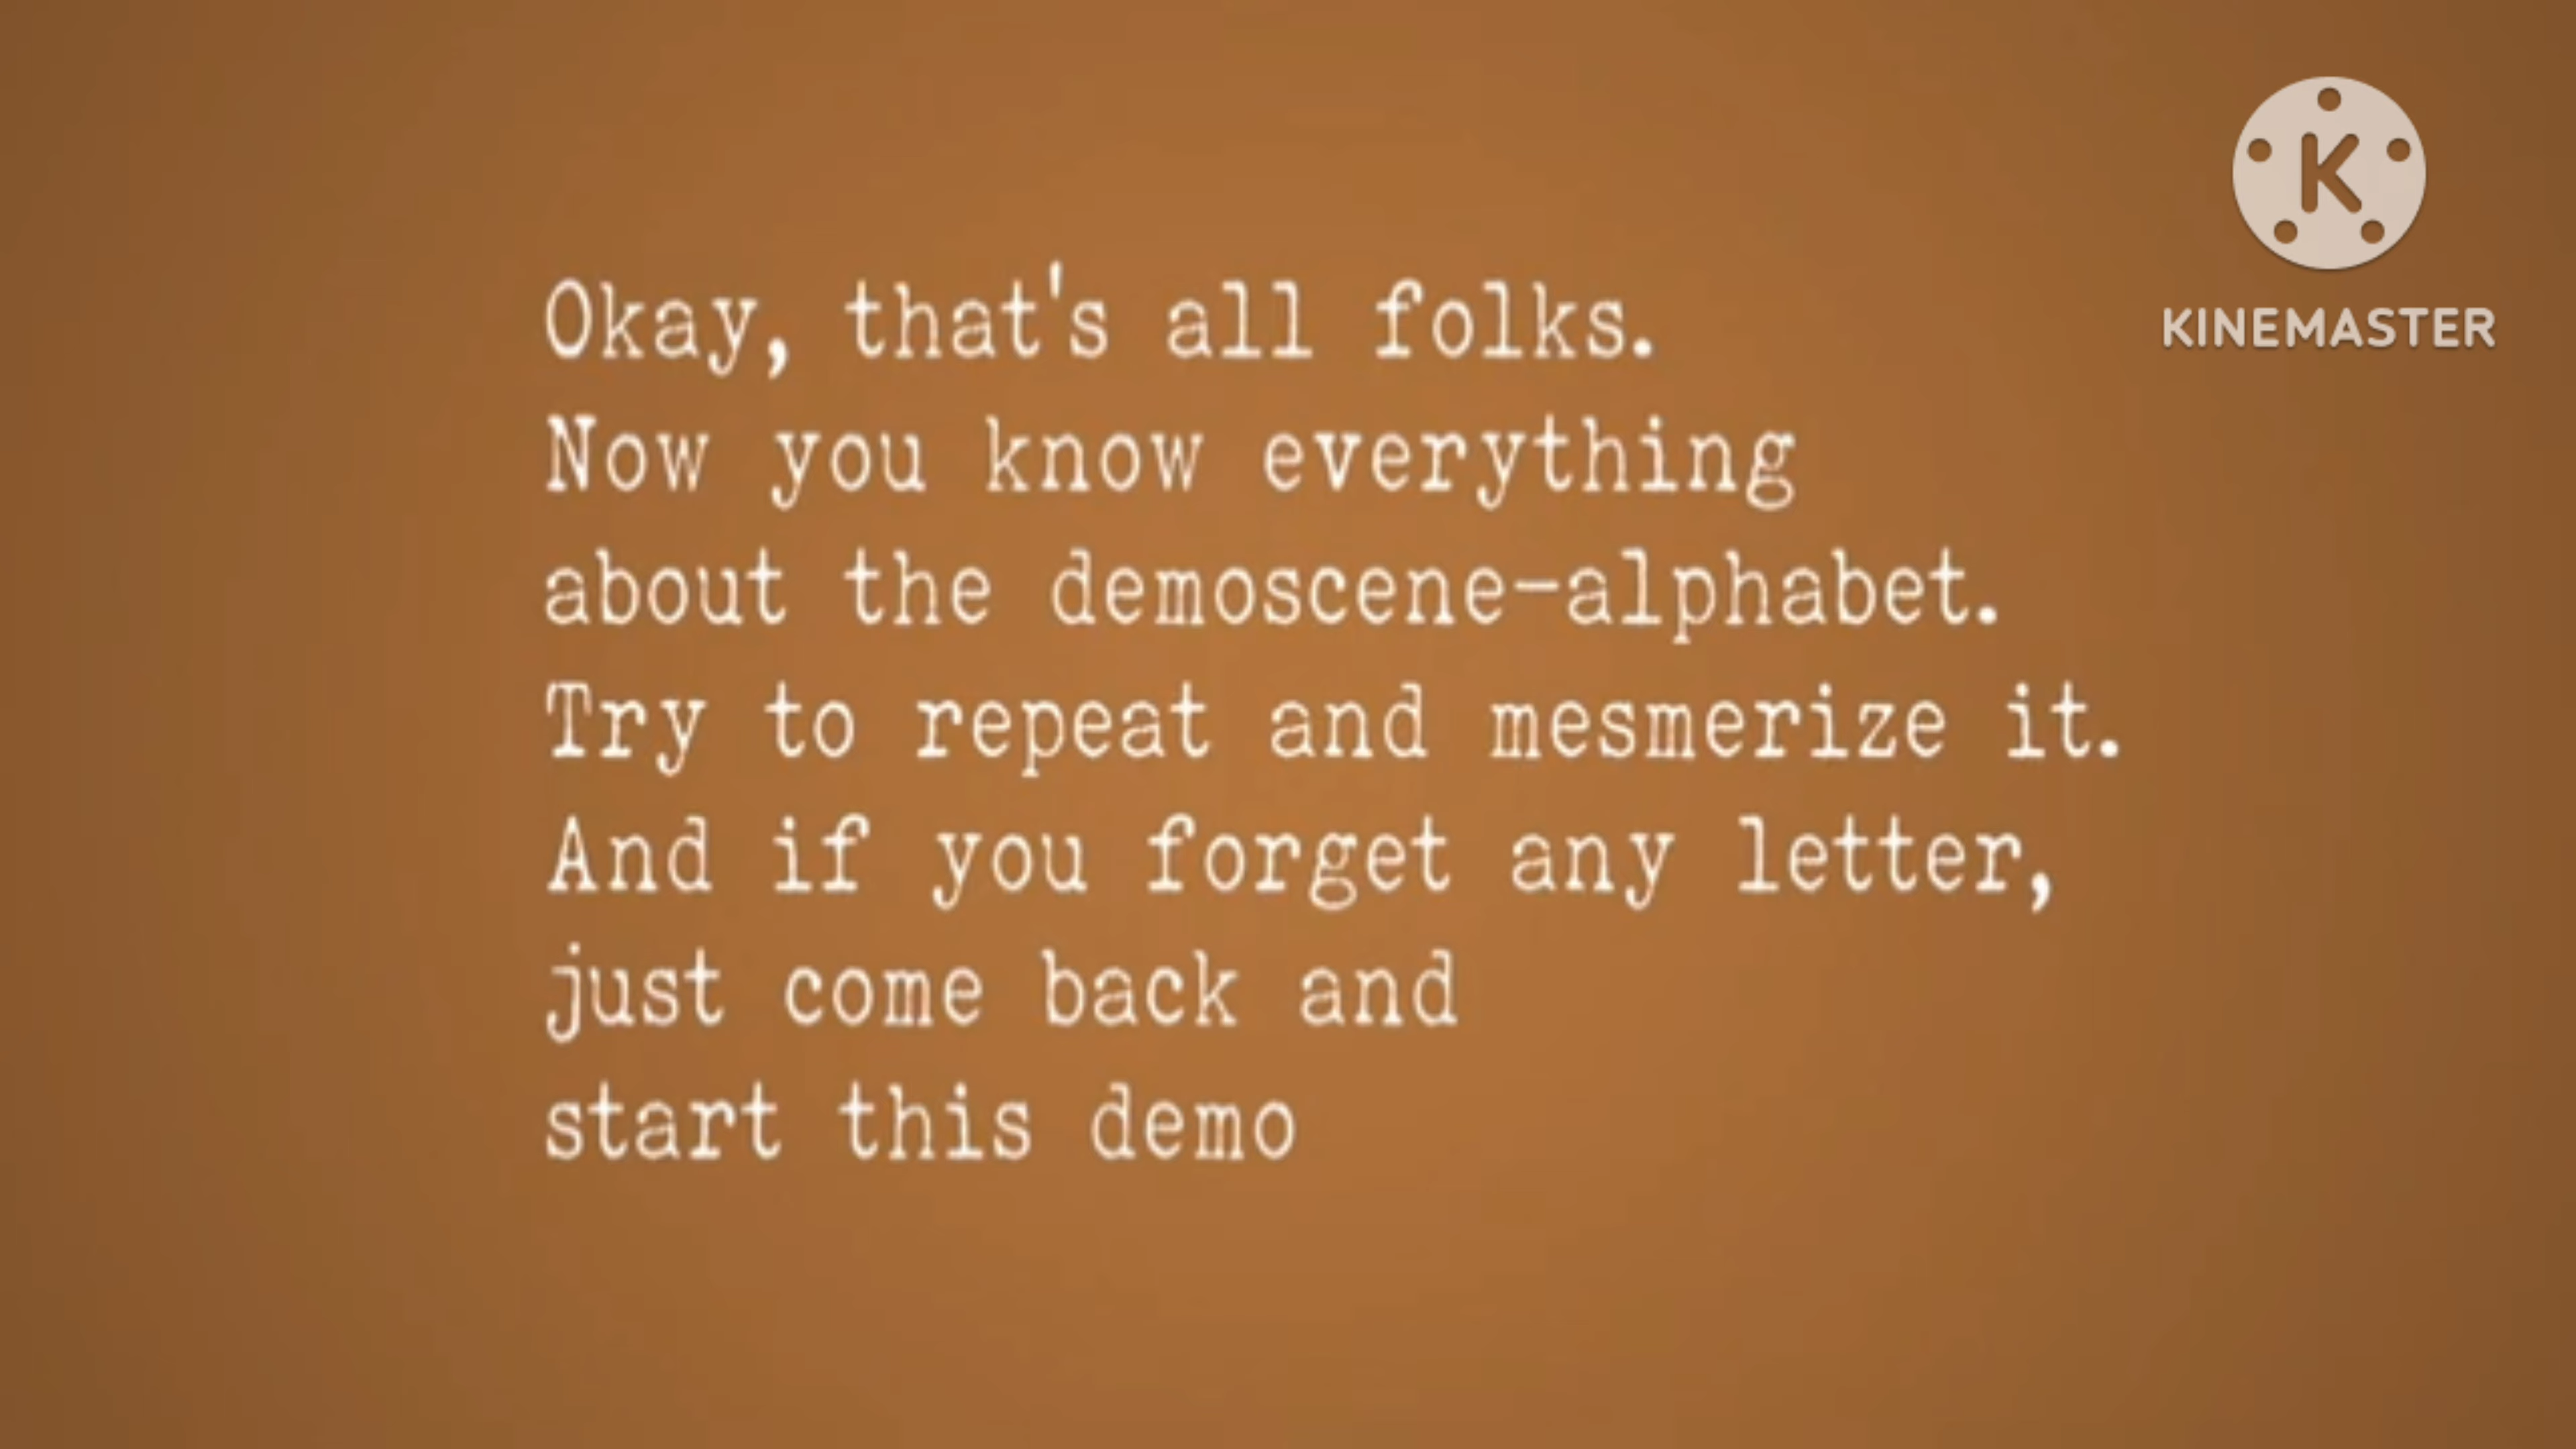 Okay, that's all folks.
Now you know everything
about the demoscene-alphabet.
Try to repeat and mesmerize it.
And if you forget any letter,
just come back and
start this demo
K
KINEMASTER